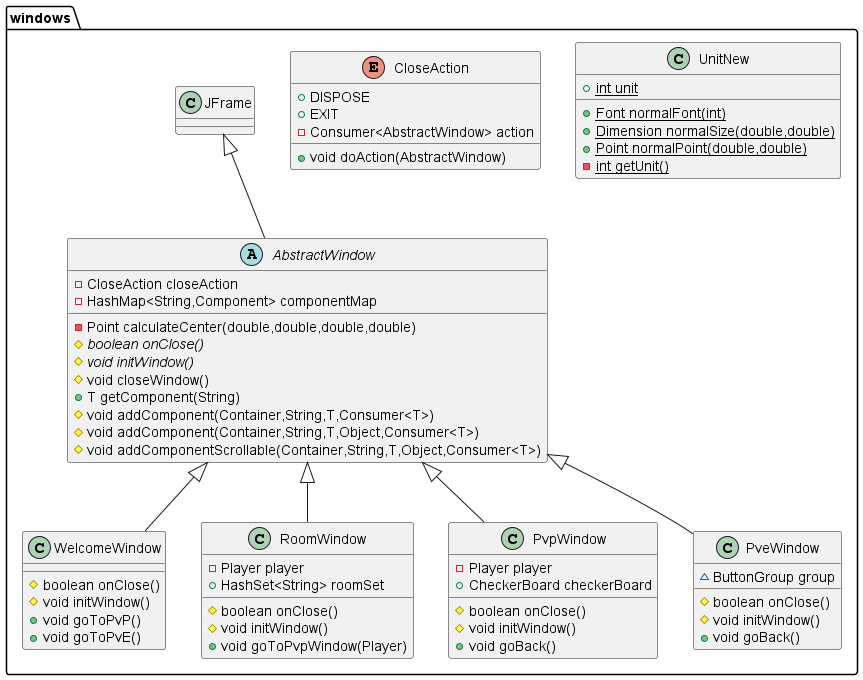 windows
C JFrame
E CloseAction
DISPOSE
EXIT
Consumer<AbstractWindow> action
void doAction(AbstractWindow)
C UnitNew
int unit
Font normalFont(int)
Dimension normalSize(double,double)
Point normalPoint(double,double)
int getUnit()
A AbstractWindow
CloseAction closeAction
HashMap<String,Component> componentMap
Point calculateCenter(double,double,double,double)
boolean onClose()
void initWindow()
void closeWindow()
T getComponent(String)
void addComponent(Container,String,T,Consumer<T>)
void addComponent(Container,String,T,Object,Consumer<T>)
void addComponentScrollable(Container,String,T,Object,Consumer<T>)
C WelcomeWindow
boolean onClose()
void initWindow()
void goToPvP()
void goToPvE()
C RoomWindow
Player player
HashSet<String> roomSet
boolean onClose()
void initWindow()
void goToPvpWindow(Player)
C PvpWindow
Player player
CheckerBoard checkerBoard
boolean onClose()
void initWindow()
void goBack()
C PveWindow
ButtonGroup group
boolean onClose()
void initWindow()
void goBack()